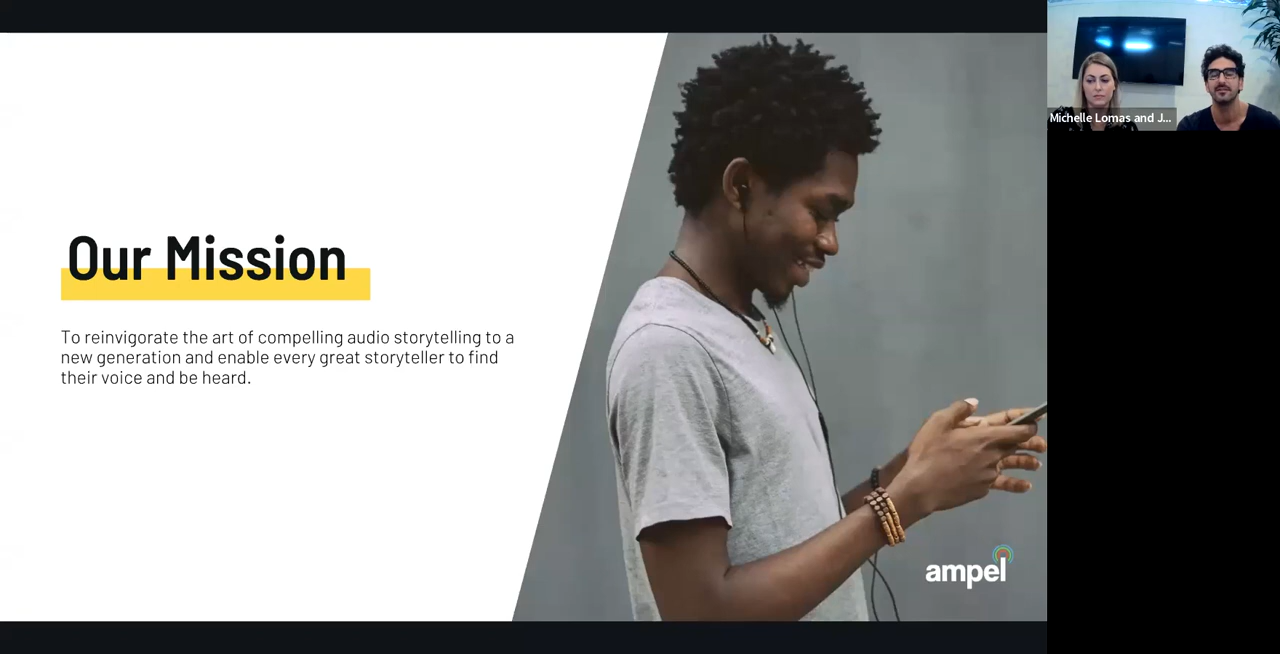 Our Mission
To reinvigorate the art of compelling audio storytelling to a
new generation and enable every great storyteller to find
their voice and be heard.
ampel
Michelle Lomas and J...